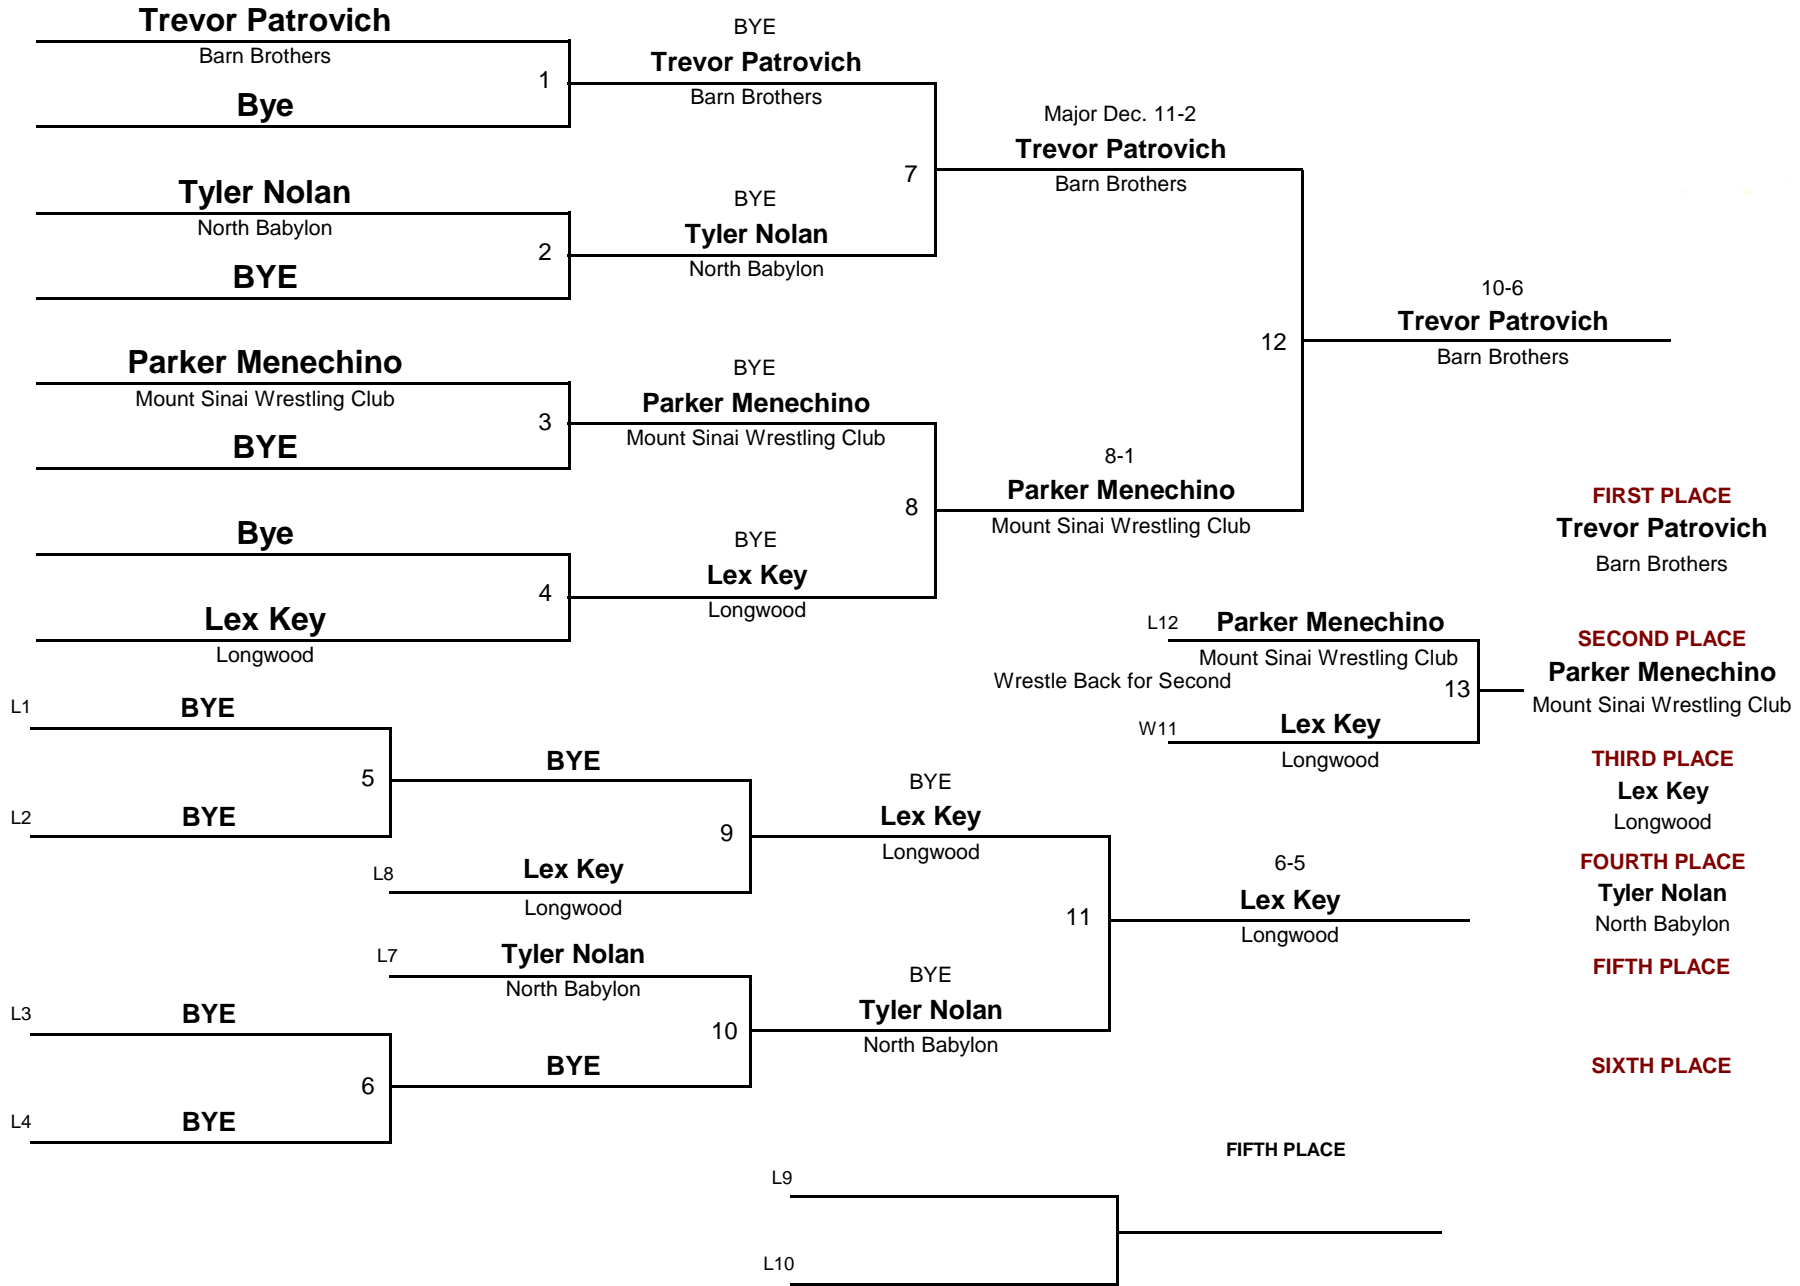 Trevor Patrovich
Barn Brothers
1
Bye
Tyler Nolan
North Babylon
2
BYE
Parker Menechino
Mount Sinai Wrestling Club
3
BYE
Bye
4
Lex Key
Longwood
BYE
Trevor Patrovich
Barn Brothers
7
BYE
Tyler Nolan
North Babylon
BYE
Parker Menechino
Mount Sinai Wrestling Club
8
BYE
Lex Key
Longwood
Major Dec. 11-2
Trevor Patrovich
Barn Brothers
12
8-1
Parker Menechino
Mount Sinai Wrestling Club
10-6
Trevor Patrovich
Barn Brothers
FIRST PLACE
Trevor Patrovich
Barn Brothers
L12 Parker Menechino
Mount Sinai Wrestling Club
Wrestle Back for Second
13
W11 Lex Key
Longwood
SECOND PLACE
Parker Menechino
Mount Sinai Wrestling Club
THIRD PLACE
Lex Key
Longwood
FOURTH PLACE
Tyler Nolan
North Babylon
FIFTH PLACE
SIXTH PLACE
L1 BYE
5
L2 BYE
BYE
9
L8 Lex Key
Longwood
L7 Tyler Nolan
North Babylon
10
L3 BYE
6
BYE
L4 BYE
BYE
Lex Key
Longwood
11
BYE
Tyler Nolan
North Babylon
6-5
Lex Key
Longwood
FIFTH PLACE
L9
L10